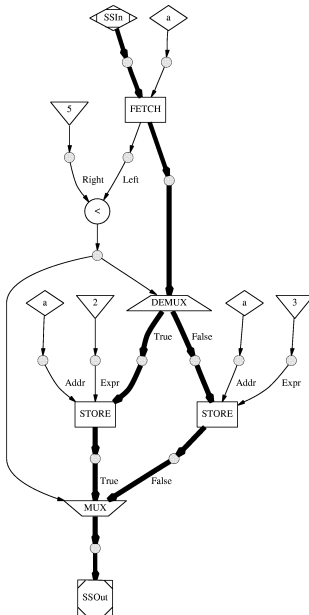 SSIn
a
FETCH
5
Right
Left
<
DEMUX
a
2
a
3
True
False
Addr
Expr
Addr
Expr
STORE
STORE
True
False
MUX
SSOut